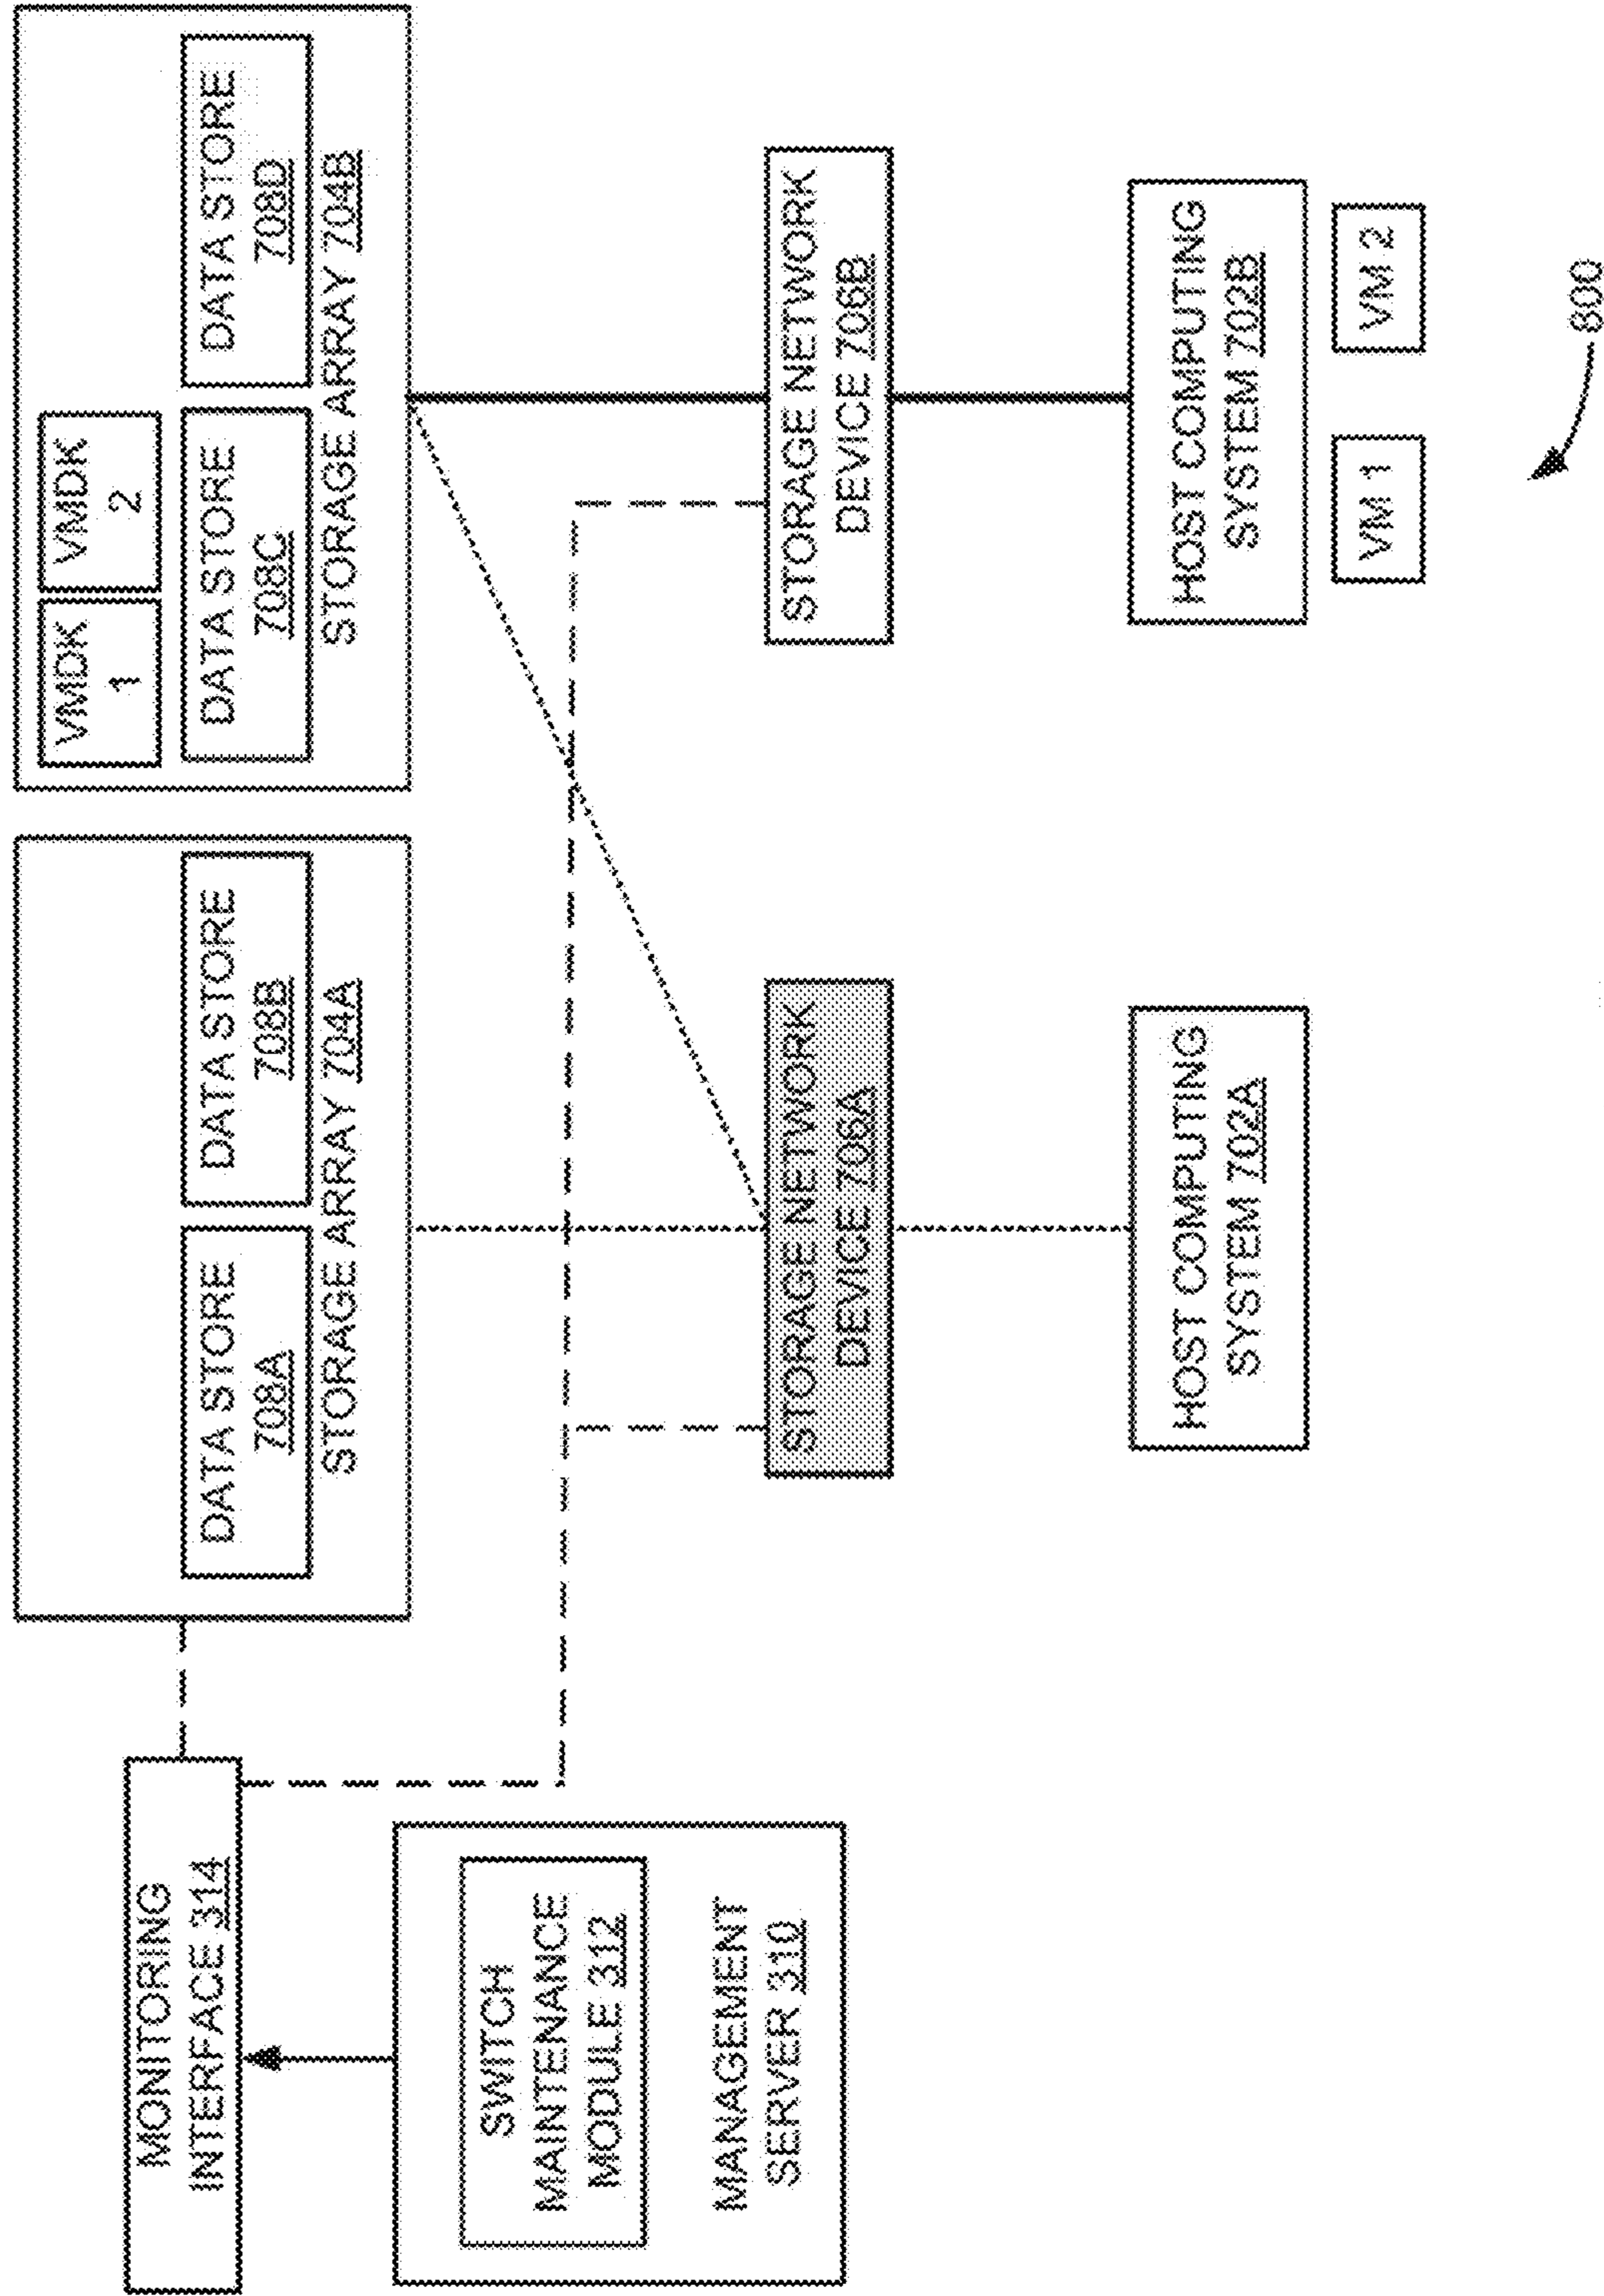 MONITORING
INTERFACE 314
SWITCH
MAINTENANCE
MODULE 312
MANAGEMENT
SERVER 310
DATA STORE
708A
DATA STORE
708B
STORAGE ARRAY 704A
VMDK
1
VMDK
2
DATA STORE
708C
DATA STORE
708D
STORAGE ARRAY 704B
STORAGE NETWORK
DEVICE 706A
STORAGE NETWORK
DEVICE 706B
HOST COMPUTING
SYSTEM 702A
HOST COMPUTING
SYSTEM 702B
VM 1
VM 2
800